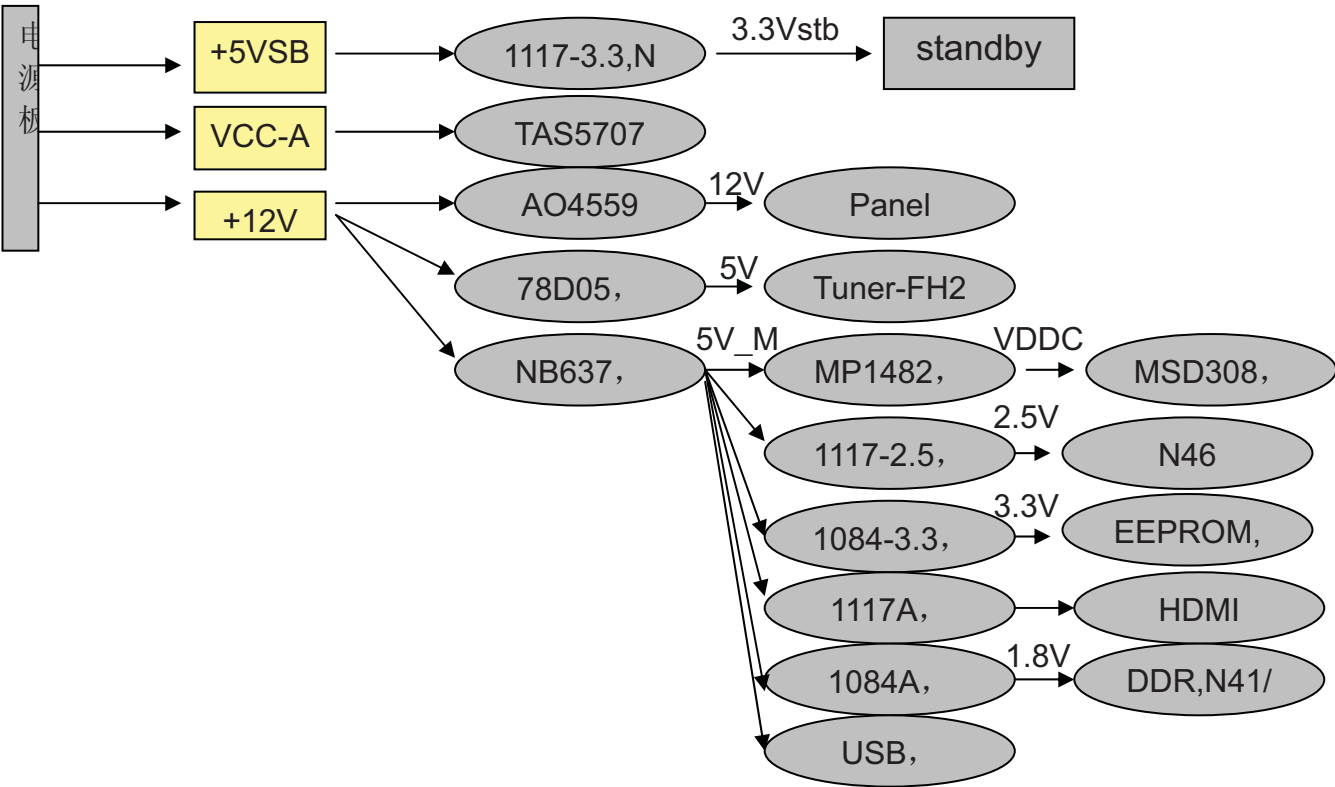 电源板
+5VSB
1117-3.3,N
3.3Vstb
standby
VCC-A
TAS5707
+12V
AO4559
12V
Panel
78D05，
5V
Tuner-FH2
NB637，
5V_M
MP1482，
VDDC
MSD308，
1117-2.5，
2.5V
N46
1084-3.3，
3.3V
EEPROM,
1117A，
HDMI
1084A，
1.8V
DDR,N41/
USB，